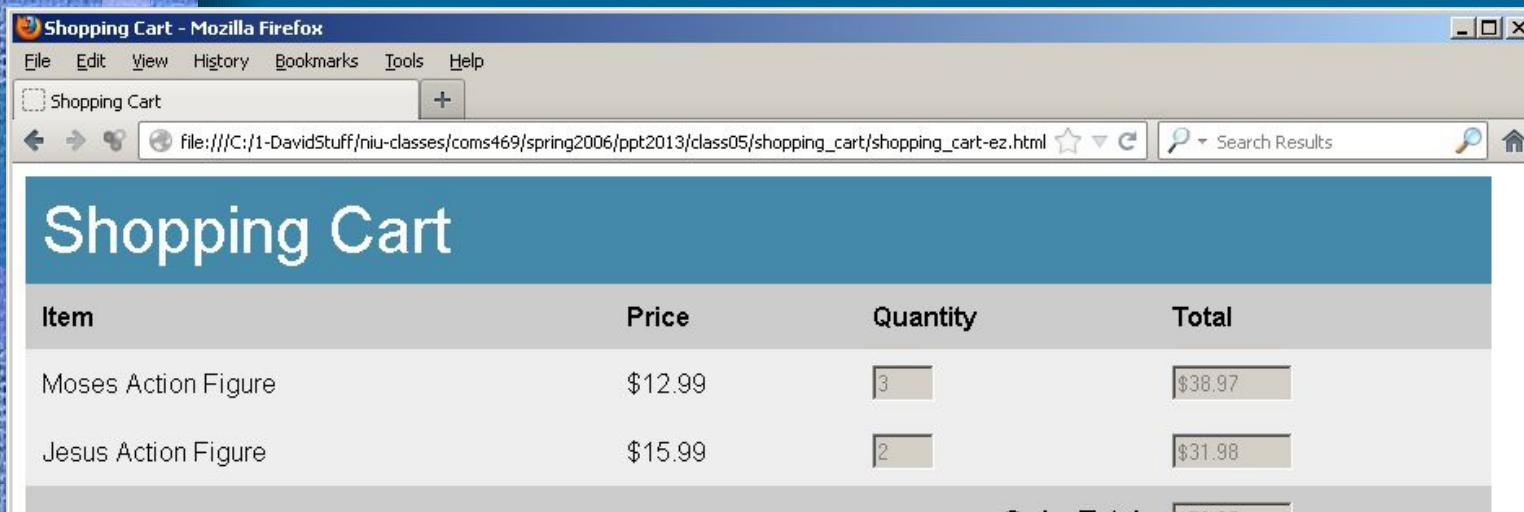 Shopping Cart - Mozilla Firefox
File Edit View History Bookmarks Tools Help
Shopping Cart +
file:///C:/1-DavidStuff/niu-classes/coms469/spring2006/ppt2013/class05/shopping_cart/shopping_cart-ez.html Search Results
Shopping Cart
Item Price Quantity Total
Moses Action Figure $12.99 3 $38.97
Jesus Action Figure $15.99 2 $31.98